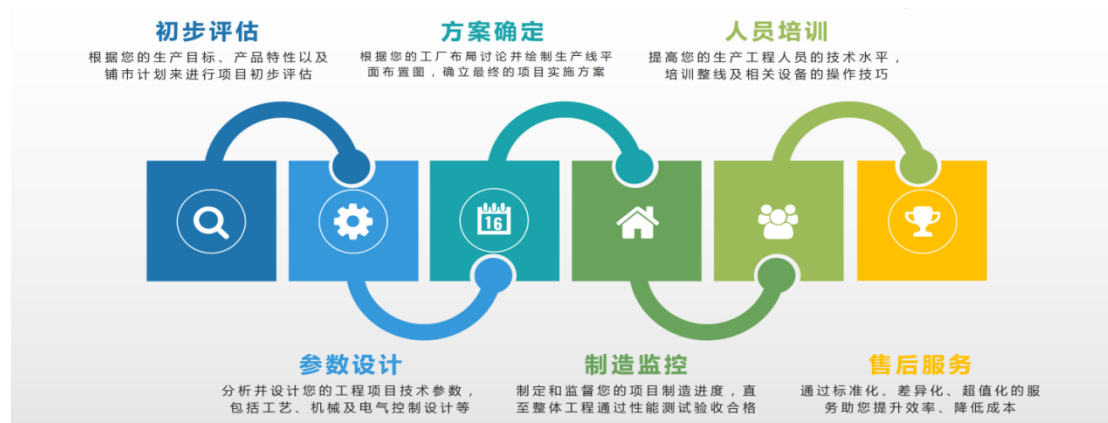 初步评估
根据您的生产目标、产品特性以及
铺市计划来进行项目初步评估
方案确定
根据您的工厂布局讨论并绘制生产线平
面布置图，确立最终的项目实施方案
人员培训
提高您的生产工程人员的技术水平，
培训整线及相关设备的操作技巧
16
参数设计
分析并设计您的工程项目技术参数，
包括工艺、机械及电气控制设计等
制造监控
制定和监督您的项目制造进度，直
至整体工程通过性能测试验收合格
售后服务
通过标准化、差异化、超值化的服
务助您提升效率、降低成本